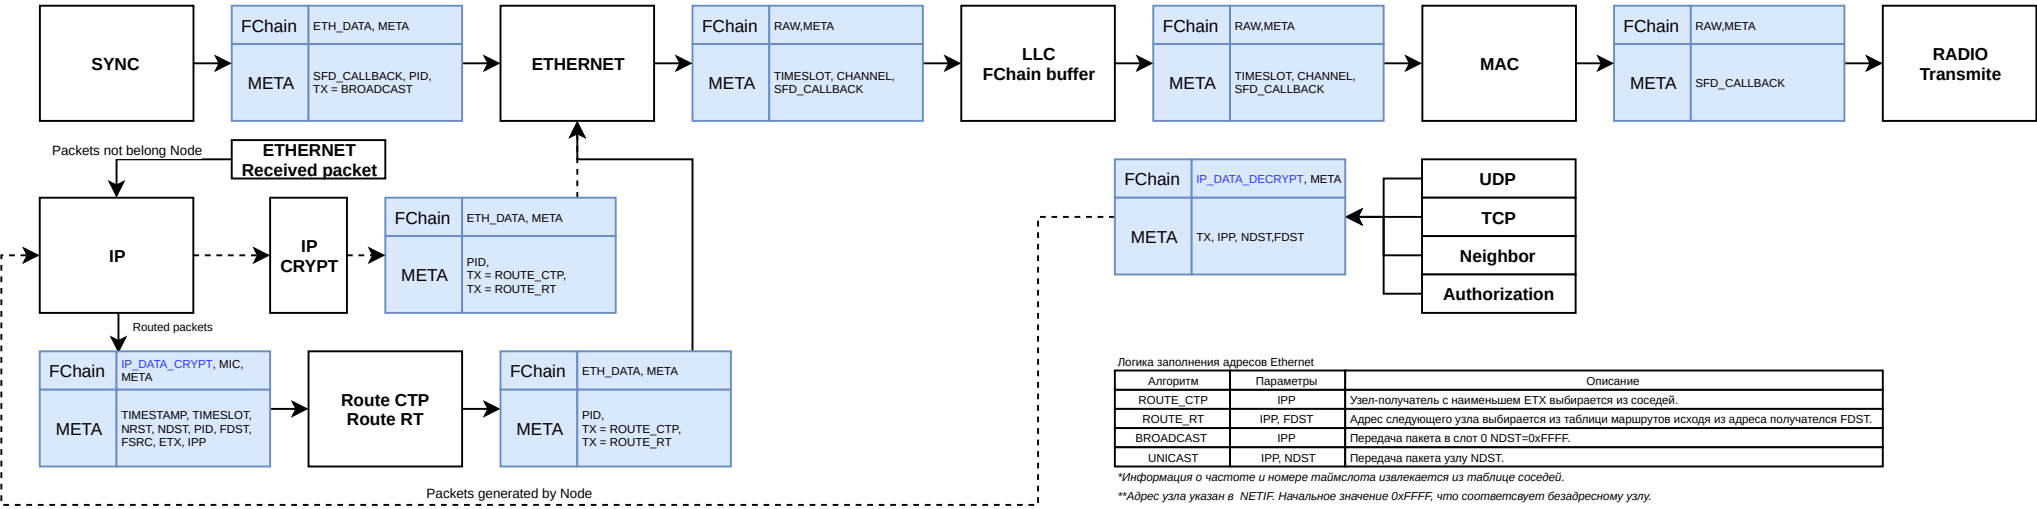 SYNC
FChain
ETH_DATA, META
META
SFD_CALLBACK, PID,
TX = BROADCAST
ETHERNET
FChain
RAW,META
META
TIMESLOT, CHANNEL,
SFD_CALLBACK
LLC
FChain buffer
FChain
RAW,META
META
TIMESLOT, CHANNEL,
SFD_CALLBACK
MAC
FChain
RAW,META
META
SFD_CALLBACK
RADIO
Transmite
Packets not belong Node
ETHERNET
Received packet
IP
IP
CRYPT
FChain
ETH_DATA, META
META
PID,
TX = ROUTE_CTP,
TX = ROUTE_RT
FChain
IP_DATA_DECRYPT, META
META
TX, IPP, NDST,FDST
UDP
TCP
Neighbor
Authorization
Routed packets
FChain
IP_DATA_CRYPT, MIC,
META
META
TIMESTAMP, TIMESLOT,
NRST, NDST, PID, FDST,
FSRC, ETX, IPP
Route CTP
Route RT
FChain
ETH_DATA, META
META
PID,
TX = ROUTE_CTP,
TX = ROUTE_RT
Packets generated by Node
Логика заполнения адресов Ethernet
Алгоритм Параметры Описание
ROUTE_CTP IPP Узел-получатель с наименьшем ETX выбирается из соседей.
ROUTE_RT IPP, FDST Адрес следующего узла выбирается из таблици маршрутов исходя из адреса получателся FDST.
BROADCAST IPP Передача пакета в слот 0 NDST=0xFFFF.
UNICAST IPP, NDST Передача пакета узлу NDST.
*Информация о частоте и номере таймслота извлекается из таблице соседей.
**Адрес узла указан в NETIF. Начальное значение 0xFFFF, что соответсвует безадресному узлу.